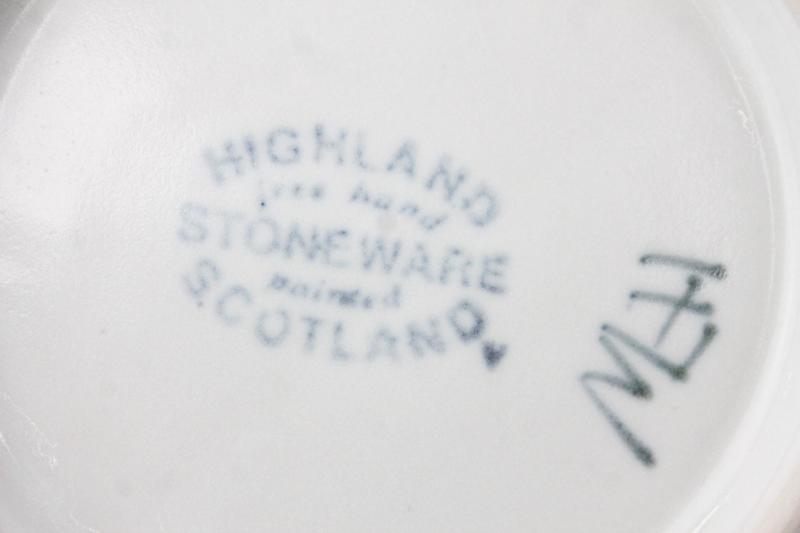 HIGHLAND
free hand
STONEWARE
painted
SCOTLAND